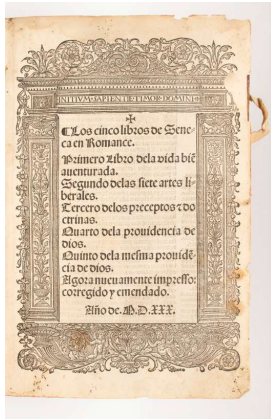 INITIVM·SAPIENTIE·TIMOR·DOMINI
✠
¶Los cinco libros de Sene-
ca en Romance.
Primero Libro dela vida biẽ
auenturada.
Segundo delas siete artes li-
berales.
Tercero delos preceptos ⁊ do
ctrinas.
Quarto dela prouidencia de
dios.
Quinto dela mesma prouidẽ
cia de dios.
Agora nueuamente impresso:
corregido y emendado.
Año de. M.D.XXX.